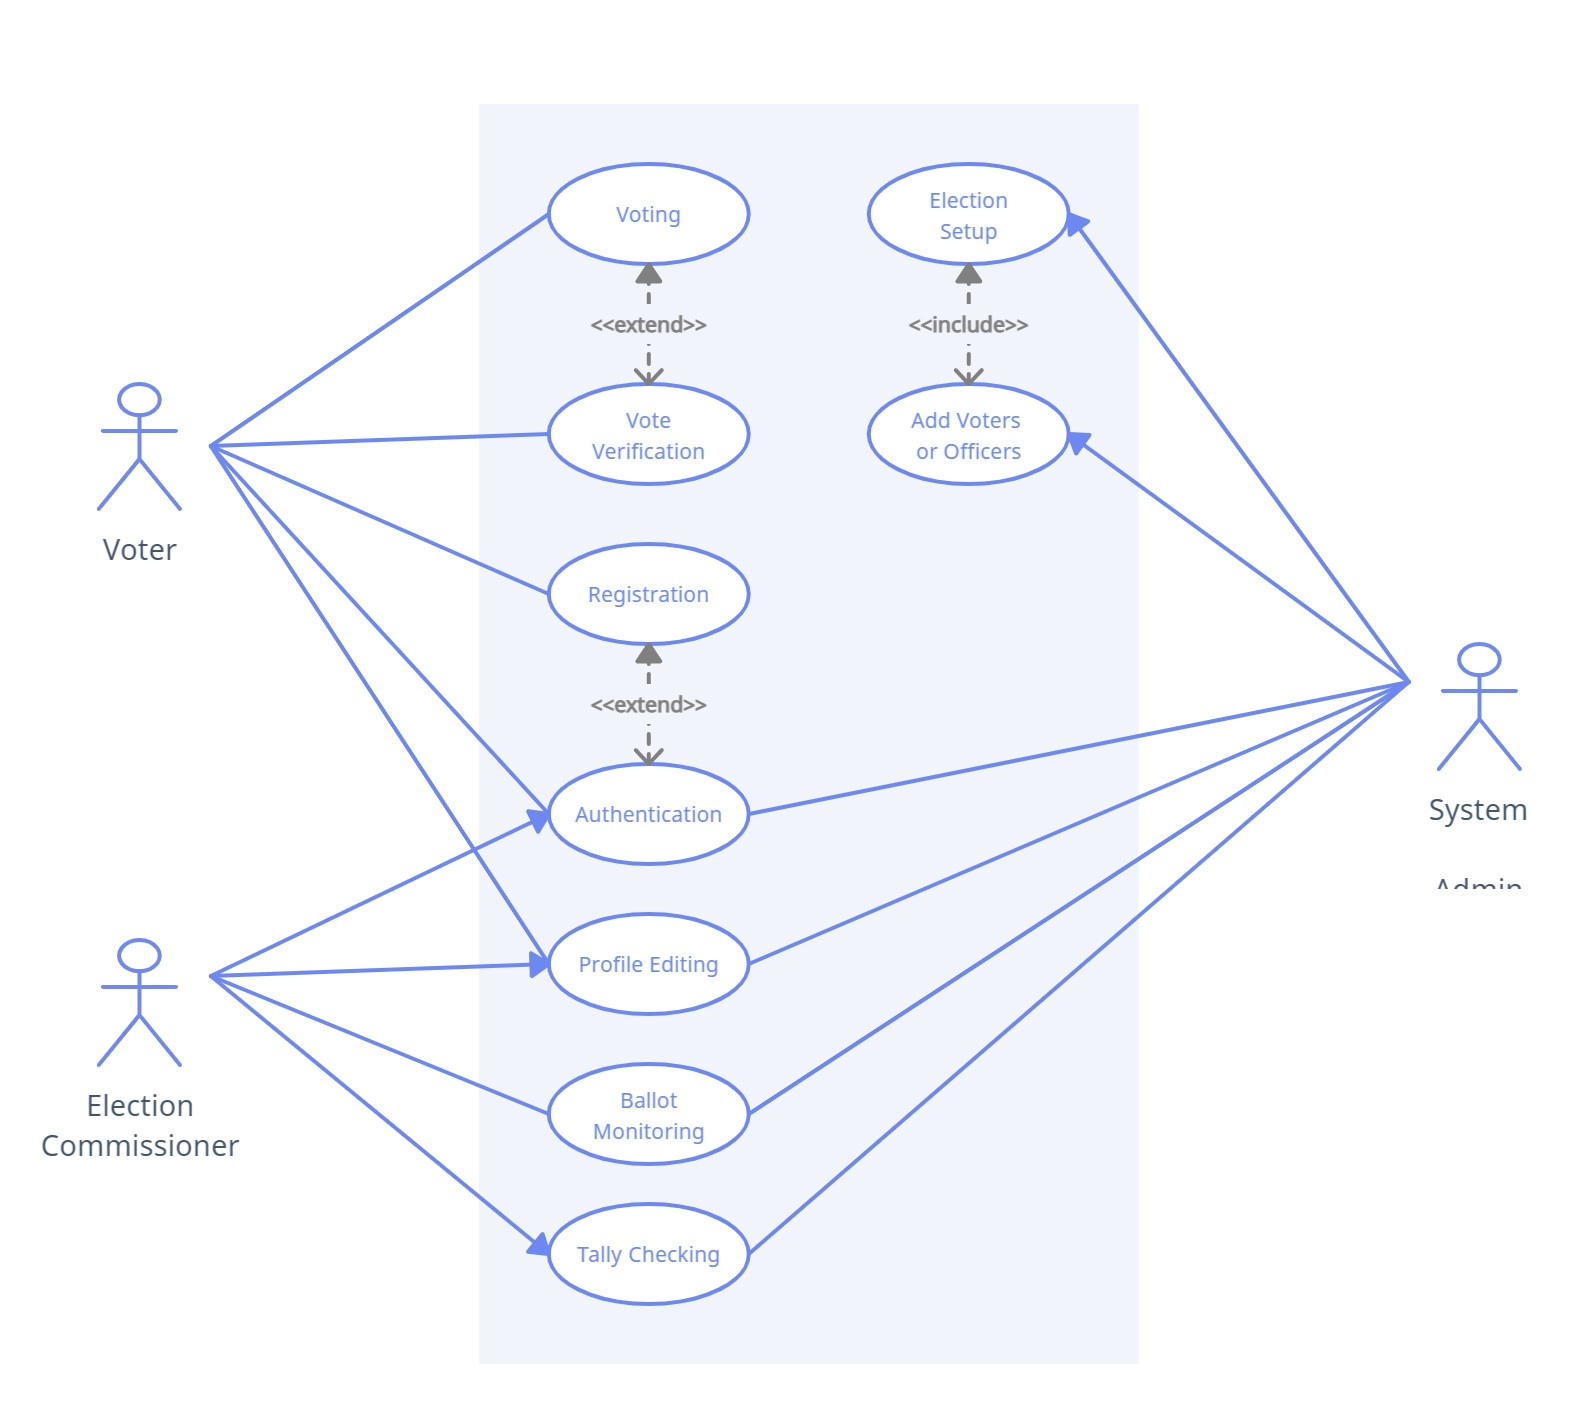 Voting
Election
Setup
<<extend>>
<<include>>
Vote
Verification
Add Voters
or Officers
Voter
Registration
<<extend>>
Authentication
System
Admin
Profile Editing
Election
Commissioner
Ballot
Monitoring
Tally Checking